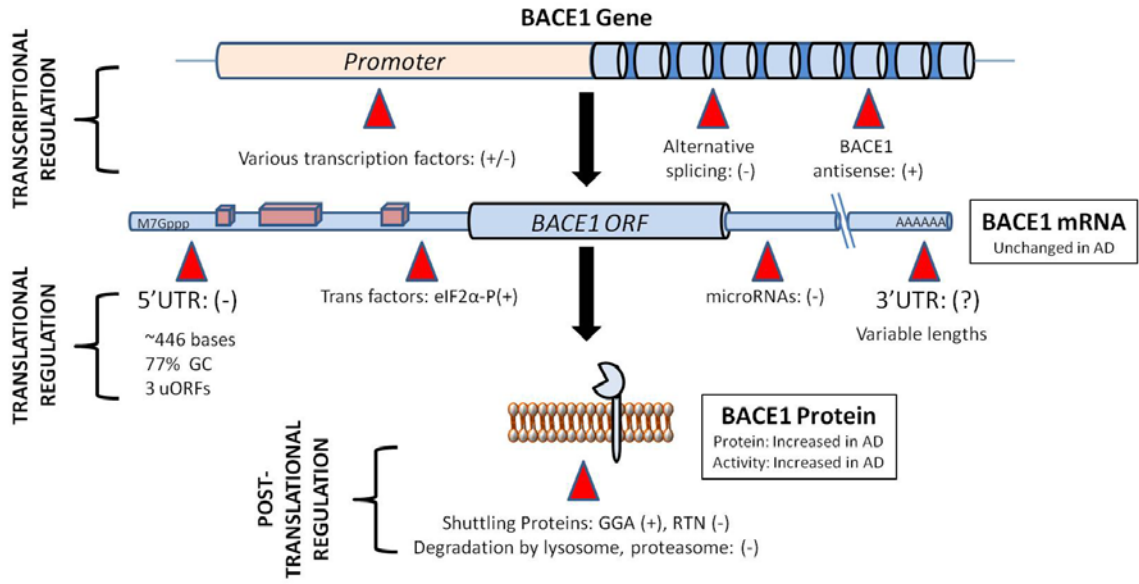 BACE1 Gene
TRANSCRIPTIONAL
REGULATION
Promoter
Various transcription factors: (+/-)
Alternative
splicing: (-)
BACE1
antisense: (+)
M7Gppp
BACE1 ORF
AAAAAA
BACE1 mRNA
Unchanged in AD
TRANSLATIONAL
REGULATION
5’UTR: (-)
~446 bases
77% GC
3 uORFs
Trans factors: eIF2α-P(+)
microRNAs: (-)
3’UTR: (?)
Variable lengths
BACE1 Protein
Protein: Increased in AD
Activity: Increased in AD
POST-
TRANSLATIONAL
REGULATION
Shuttling Proteins: GGA (+), RTN (-)
Degradation by lysosome, proteasome: (-)